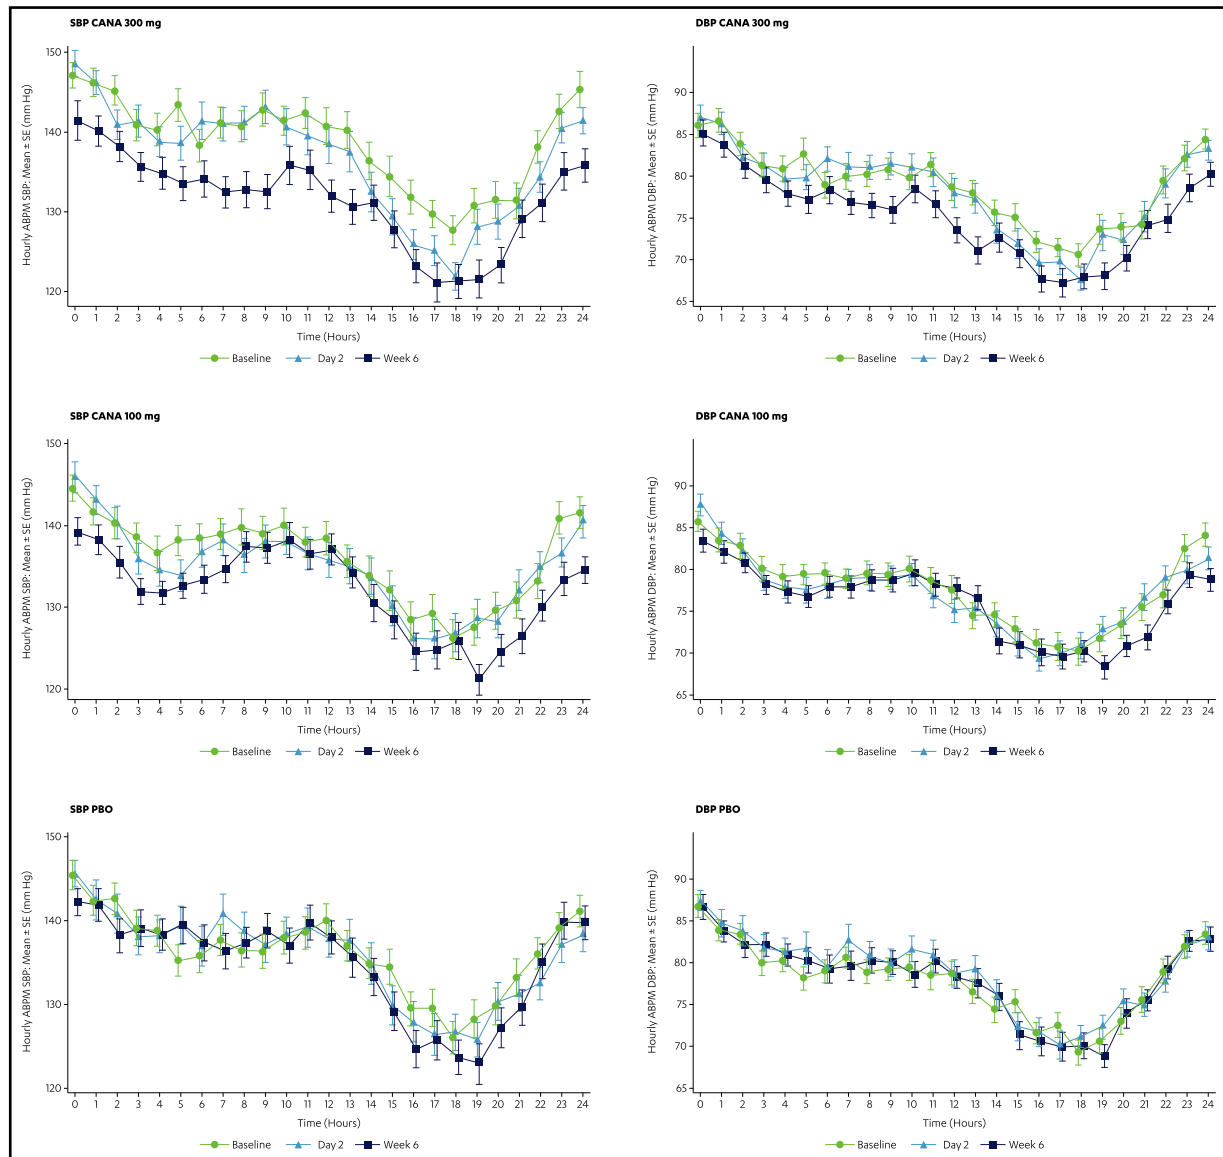 SBP CANA 300 mg
Hourly ABPM SBP: Mean ± SE (mm Hg)
150
140
130
120
0 1 2 3 4 5 6 7 8 9 10 11 12 13 14 15 16 17 18 19 20 21 22 23 24
Time (Hours)
Baseline Day 2 Week 6
DBP CANA 300 mg
Hourly ABPM DBP: Mean ± SE (mm Hg)
90
85
80
75
70
65
0 1 2 3 4 5 6 7 8 9 10 11 12 13 14 15 16 17 18 19 20 21 22 23 24
Time (Hours)
Baseline Day 2 Week 6
SBP CANA 100 mg
Hourly ABPM SBP: Mean ± SE (mm Hg)
150
140
130
120
0 1 2 3 4 5 6 7 8 9 10 11 12 13 14 15 16 17 18 19 20 21 22 23 24
Time (Hours)
Baseline Day 2 Week 6
DBP CANA 100 mg
Hourly ABPM DBP: Mean ± SE (mm Hg)
90
85
80
75
70
65
0 1 2 3 4 5 6 7 8 9 10 11 12 13 14 15 16 17 18 19 20 21 22 23 24
Time (Hours)
Baseline Day 2 Week 6
SBP PBO
Hourly ABPM SBP: Mean ± SE (mm Hg)
150
140
130
120
0 1 2 3 4 5 6 7 8 9 10 11 12 13 14 15 16 17 18 19 20 21 22 23 24
Time (Hours)
Baseline Day 2 Week 6
DBP PBO
Hourly ABPM DBP: Mean ± SE (mm Hg)
90
85
80
75
70
65
0 1 2 3 4 5 6 7 8 9 10 11 12 13 14 15 16 17 18 19 20 21 22 23 24
Time (Hours)
Baseline Day 2 Week 6